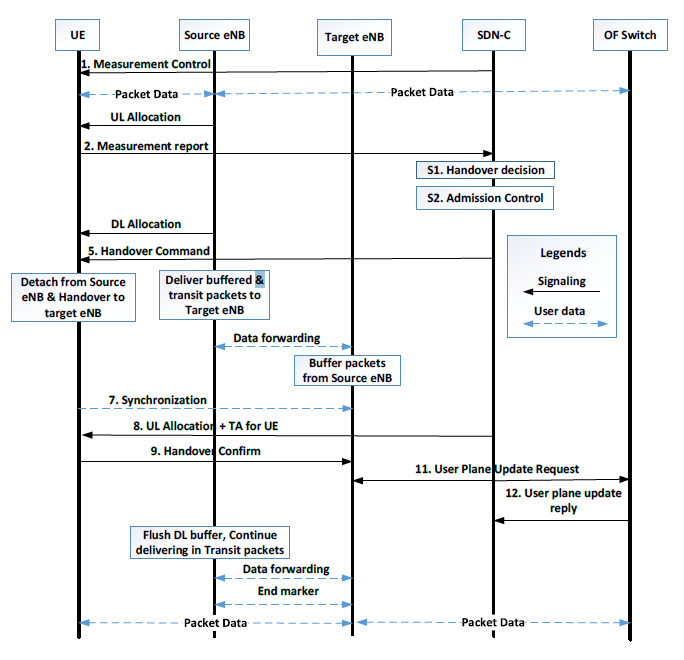 UE
Source eNB
Target eNB
SDN-C
OF Switch
1. Measurement Control
Packet Data
Packet Data
UL Allocation
2. Measurement report
S1. Handover decision
S2. Admission Control
DL Allocation
5. Handover Command
Legends
Signaling
User data
Detach from Source
eNB & Handover to
target eNB
Deliver buffered &
transit packets to
Target eNB
Data forwarding
Buffer packets
from Source eNB
7. Synchronization
8. UL Allocation + TA for UE
9. Handover Confirm
11. User Plane Update Request
12. User plane update
reply
Flush DL buffer, Continue
delivering in Transit packets
Data forwarding
End marker
Packet Data
Packet Data